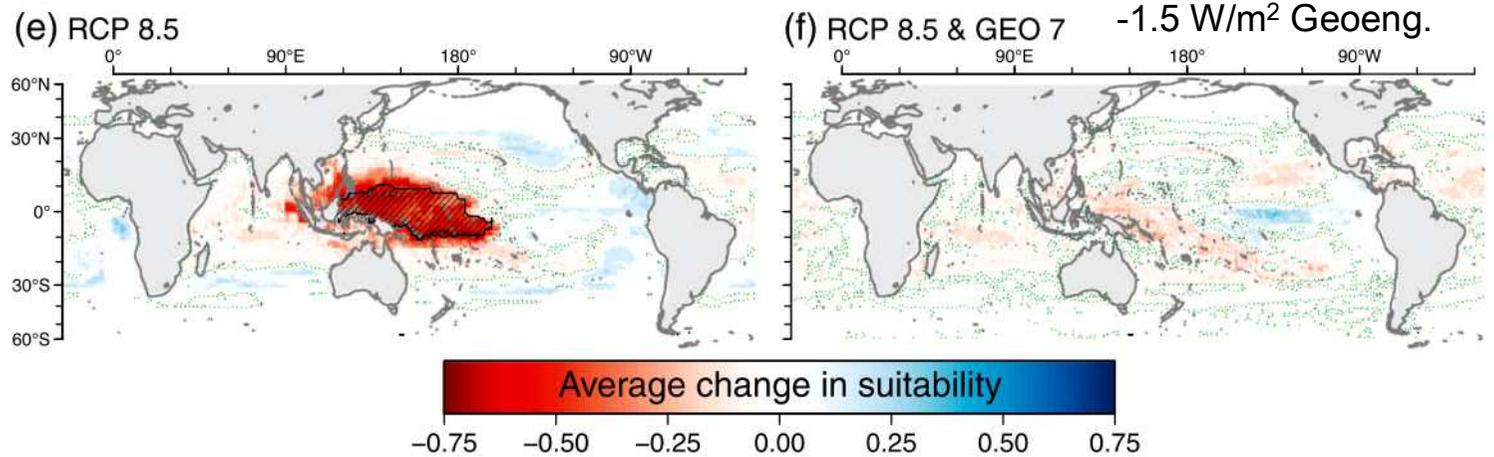 (e) RCP 8.5
0° 90°E 180° 90°W
60°N
30°N
0°
30°S
60°S
(f) RCP 8.5 & GEO 7 -1.5 W/m² Geoeng.
0° 90°E 180° 90°W
Average change in suitability
−0.75 −0.50 −0.25 0.00 0.25 0.50 0.75